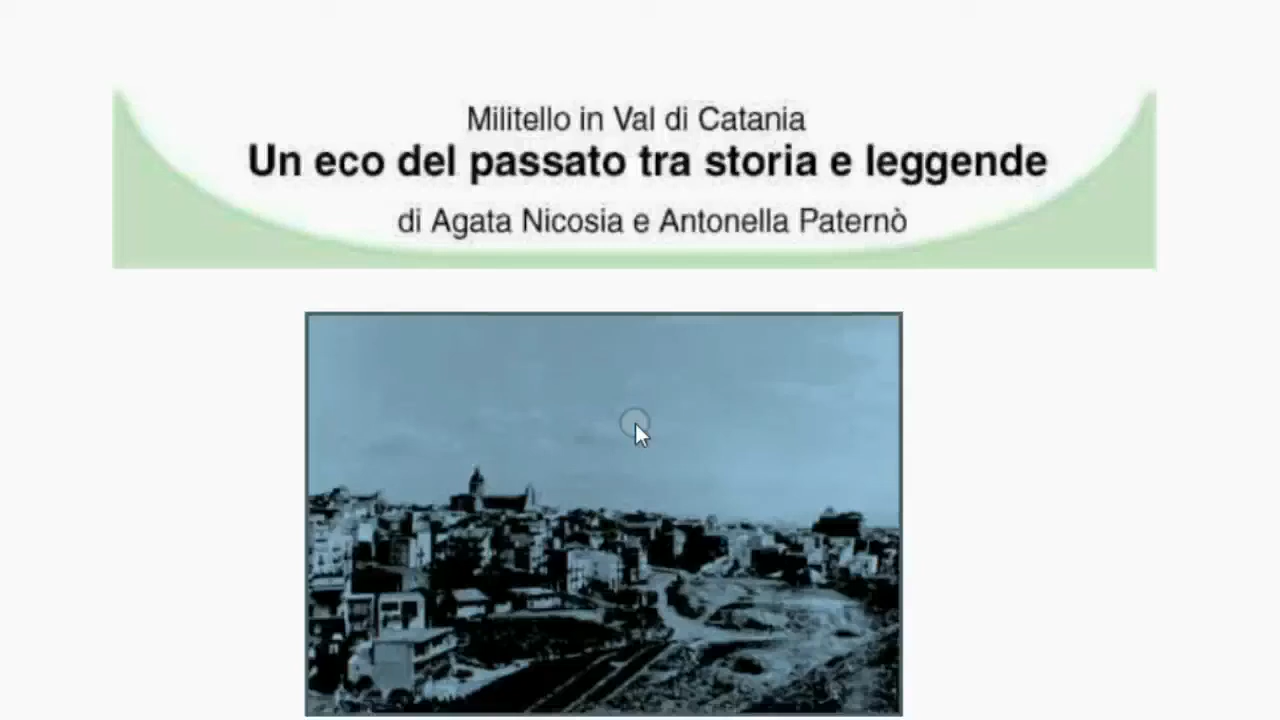 Militello in Val di Catania
Un eco del passato tra storia e leggende
di Agata Nicosia e Antonella Paternò